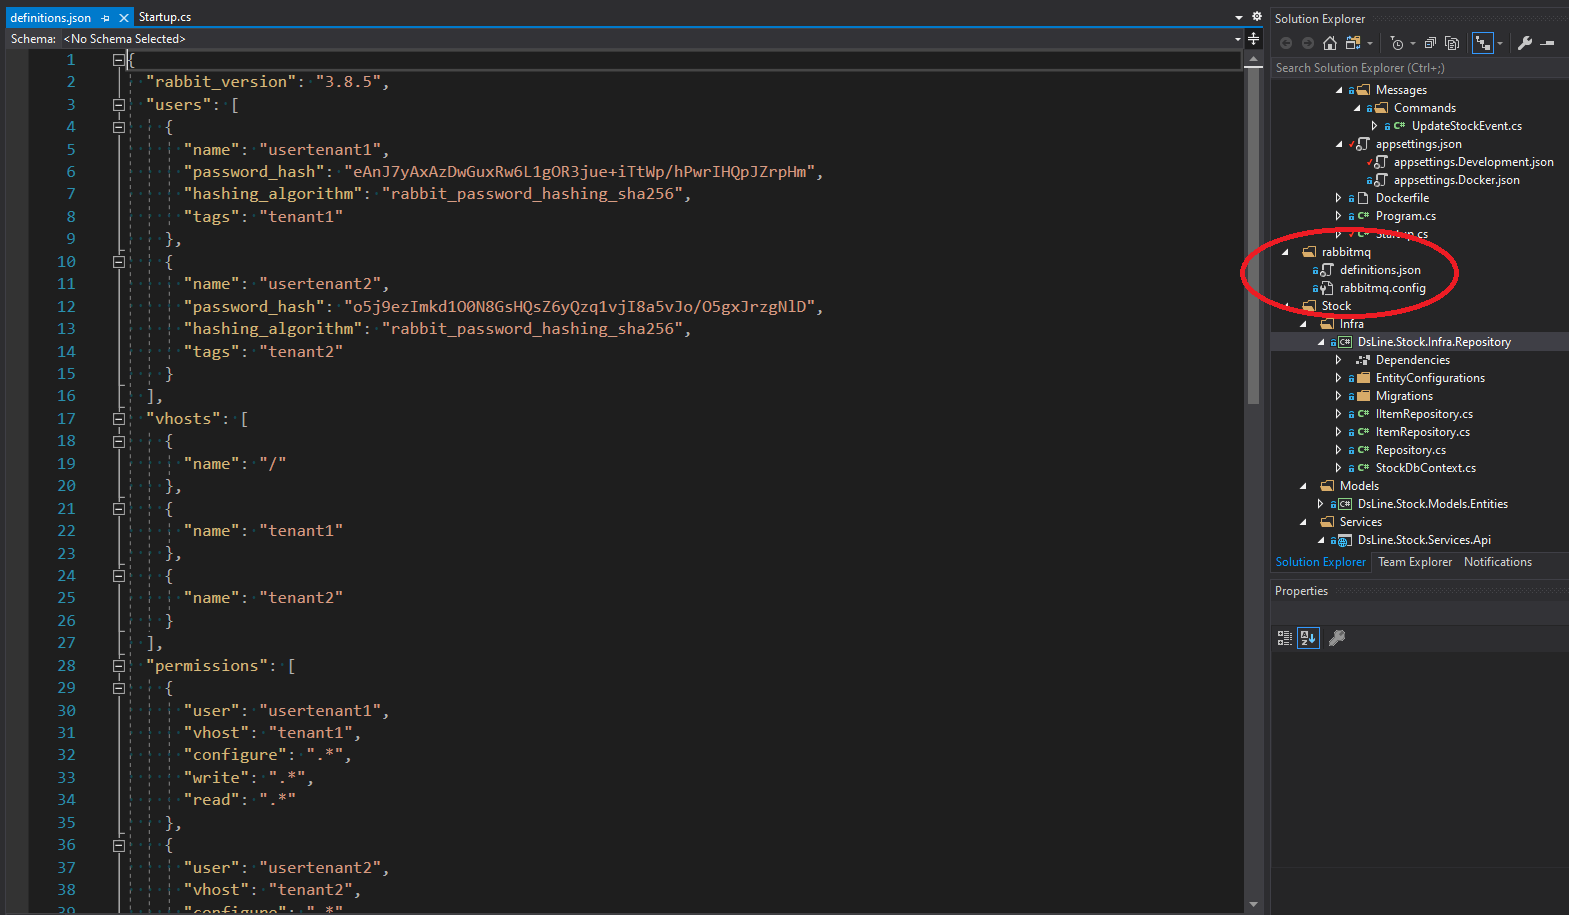 definitions.json
Startup.cs
Schema: <No Schema Selected>
1 {
2 "rabbit_version": "3.8.5",
3 "users": [
4 {
5 "name": "usertenant1",
6 "password_hash": "eAnJ7yAxAzDwGuxRw6L1gOR3jue+iTtWp/hPwrIHQpJZrpHm",
7 "hashing_algorithm": "rabbit_password_hashing_sha256",
8 "tags": "tenant1"
9 },
10 {
11 "name": "usertenant2",
12 "password_hash": "o5j9ezImkd1O0N8GsHQsZ6yQzq1vjI8a5vJo/O5gxJrzgNlD",
13 "hashing_algorithm": "rabbit_password_hashing_sha256",
14 "tags": "tenant2"
15 }
16 ],
17 "vhosts": [
18 {
19 "name": "/"
20 },
21 {
22 "name": "tenant1"
23 },
24 {
25 "name": "tenant2"
26 }
27 ],
28 "permissions": [
29 {
30 "user": "usertenant1",
31 "vhost": "tenant1",
32 "configure": ".*",
33 "write": ".*",
34 "read": ".*"
35 },
36 {
37 "user": "usertenant2",
38 "vhost": "tenant2",
39 "configure": ".*"
Solution Explorer
Search Solution Explorer (Ctrl+;)
Messages
Commands
C# UpdateStockEvent.cs
appsettings.json
appsettings.Development.json
appsettings.Docker.json
Dockerfile
C# Program.cs
C# Startup.cs
rabbitmq
definitions.json
rabbitmq.config
Stock
Infra
C# DsLine.Stock.Infra.Repository
Dependencies
EntityConfigurations
Migrations
C# IItemRepository.cs
C# ItemRepository.cs
C# Repository.cs
C# StockDbContext.cs
Models
C# DsLine.Stock.Models.Entities
Services
DsLine.Stock.Services.Api
Solution Explorer Team Explorer Notifications
Properties